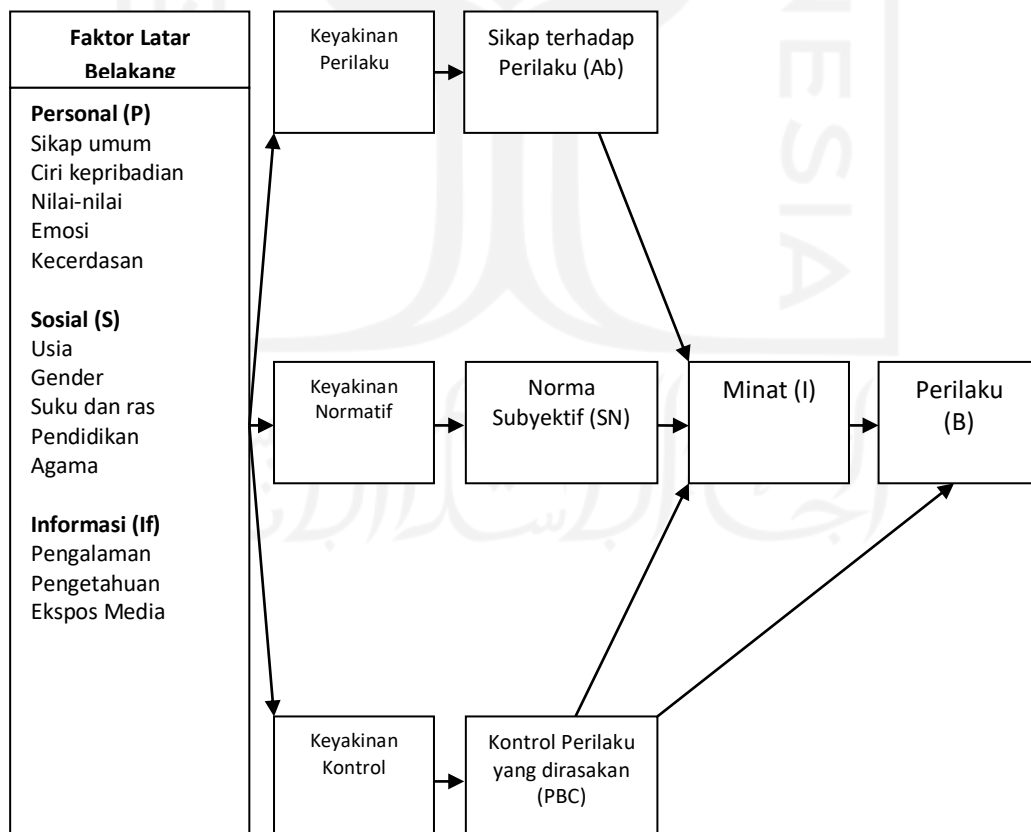 Faktor Latar
Belakang
Personal (P)
Sikap umum
Ciri kepribadian
Nilai-nilai
Emosi
Kecerdasan
Sosial (S)
Usia
Gender
Suku dan ras
Pendidikan
Agama
Informasi (If)
Pengalaman
Pengetahuan
Ekspos Media
Keyakinan
Perilaku
Sikap terhadap
Perilaku (Ab)
Keyakinan
Normatif
Norma
Subyektif (SN)
Minat (I)
Perilaku
(B)
Keyakinan
Kontrol
Kontrol Perilaku
yang dirasakan
(PBC)
NESIA